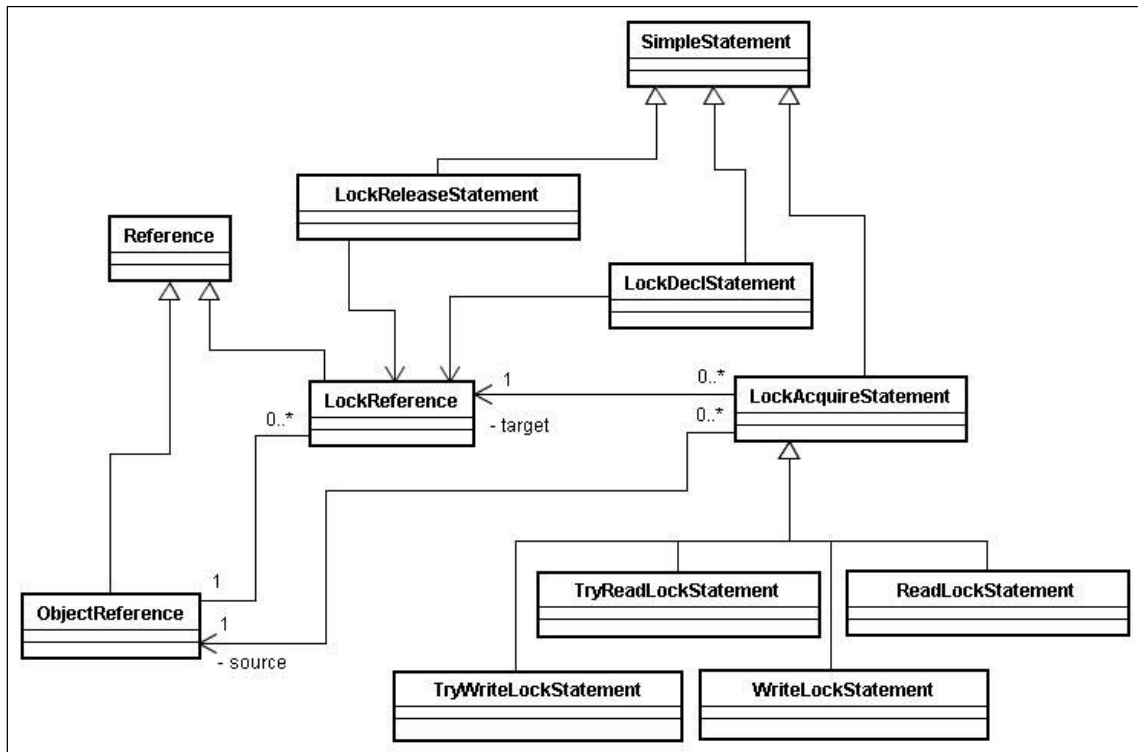 SimpleStatement
LockReleaseStatement
Reference
LockDeclStatement
1
0..*
LockReference
LockAcquireStatement
0..*
0..*
- target
TryReadLockStatement
ReadLockStatement
1
ObjectReference
1
- source
TryWriteLockStatement
WriteLockStatement